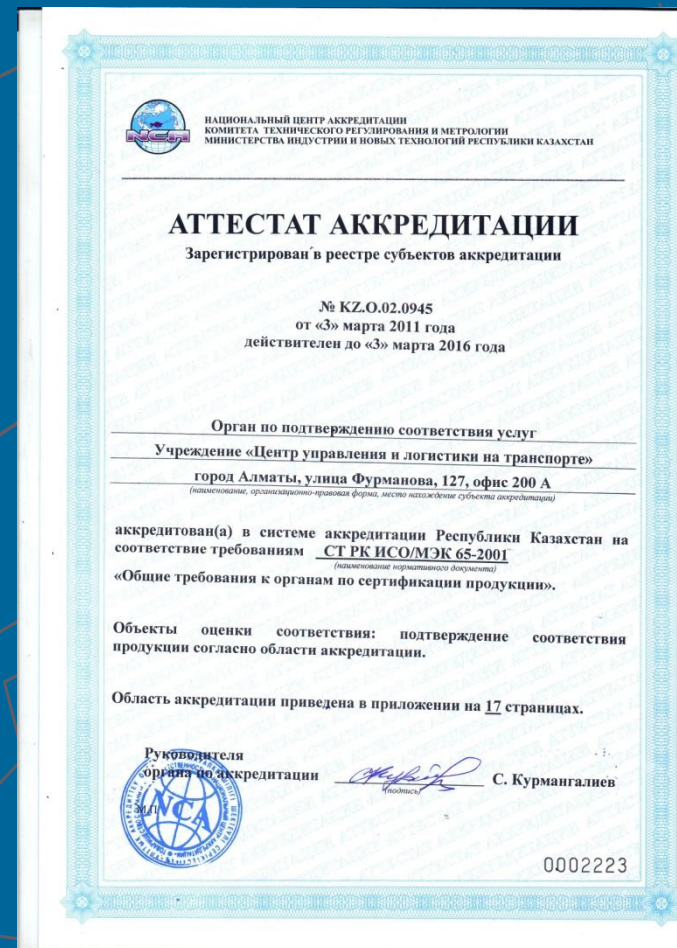 НАЦИОНАЛЬНЫЙ ЦЕНТР АККРЕДИТАЦИИ
КОМИТЕТА ТЕХНИЧЕСКОГО РЕГУЛИРОВАНИЯ И МЕТРОЛОГИИ
МИНИСТЕРСТВА ИНДУСТРИИ И НОВЫХ ТЕХНОЛОГИЙ РЕСПУБЛИКИ КАЗАХСТАН
АТТЕСТАТ АККРЕДИТАЦИИ
Зарегистрирован в реестре субъектов аккредитации
№ KZ.O.02.0945
от «3» марта 2011 года
действителен до «3» марта 2016 года
Орган по подтверждению соответствия услуг
Учреждение «Центр управления и логистики на транспорте»
город Алматы, улица Фурманова, 127, офис 200 А
(наименование, организационно-правовая форма, место нахождение субъекта аккредитации)
аккредитован(а) в системе аккредитации Республики Казахстан на
соответствие требованиям СТ РК ИСО/МЭК 65-2001
(наименование нормативного документа)
«Общие требования к органам по сертификации продукции».
Объекты оценки соответствия: подтверждение соответствия
продукции согласно области аккредитации.
Область аккредитации приведена в приложении на 17 страницах.
Руководителя
органа по аккредитации
С. Курмангалиев
(подпись)
М.П.
NCA
0002223